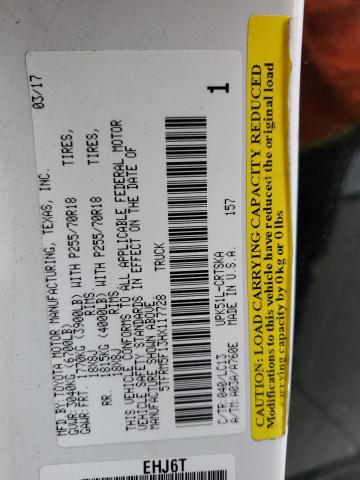 MFD.BY:TOYOTA MOTOR MANUFACTURING, TEXAS, INC. 03/17
GVWR:3040KG (6700LB)
GAWR:FRT. 1770KG (3900LB) WITH P255/70R18 TIRES,
18X8J RIMS
RR. 1815KG (4000LB) WITH P255/70R18 TIRES,
18X8J RIMS
THIS VEHICLE CONFORMS TO ALL APPLICABLE FEDERAL MOTOR
VEHICLE SAFETY STANDARDS IN EFFECT ON THE DATE OF
MANUFACTURE SHOWN ABOVE.
TRUCK
C/TR: 040/LC13 UPK51L-CRTSKA
A/TM: A03A/A760E MADE IN U.S.A. 157
1
CAUTION: LOAD CARRYING CAPACITY REDUCED
Modifications to this vehicle have reduced the original load
carrying capacity by 0 kg or 0 lbs
EHJ6T